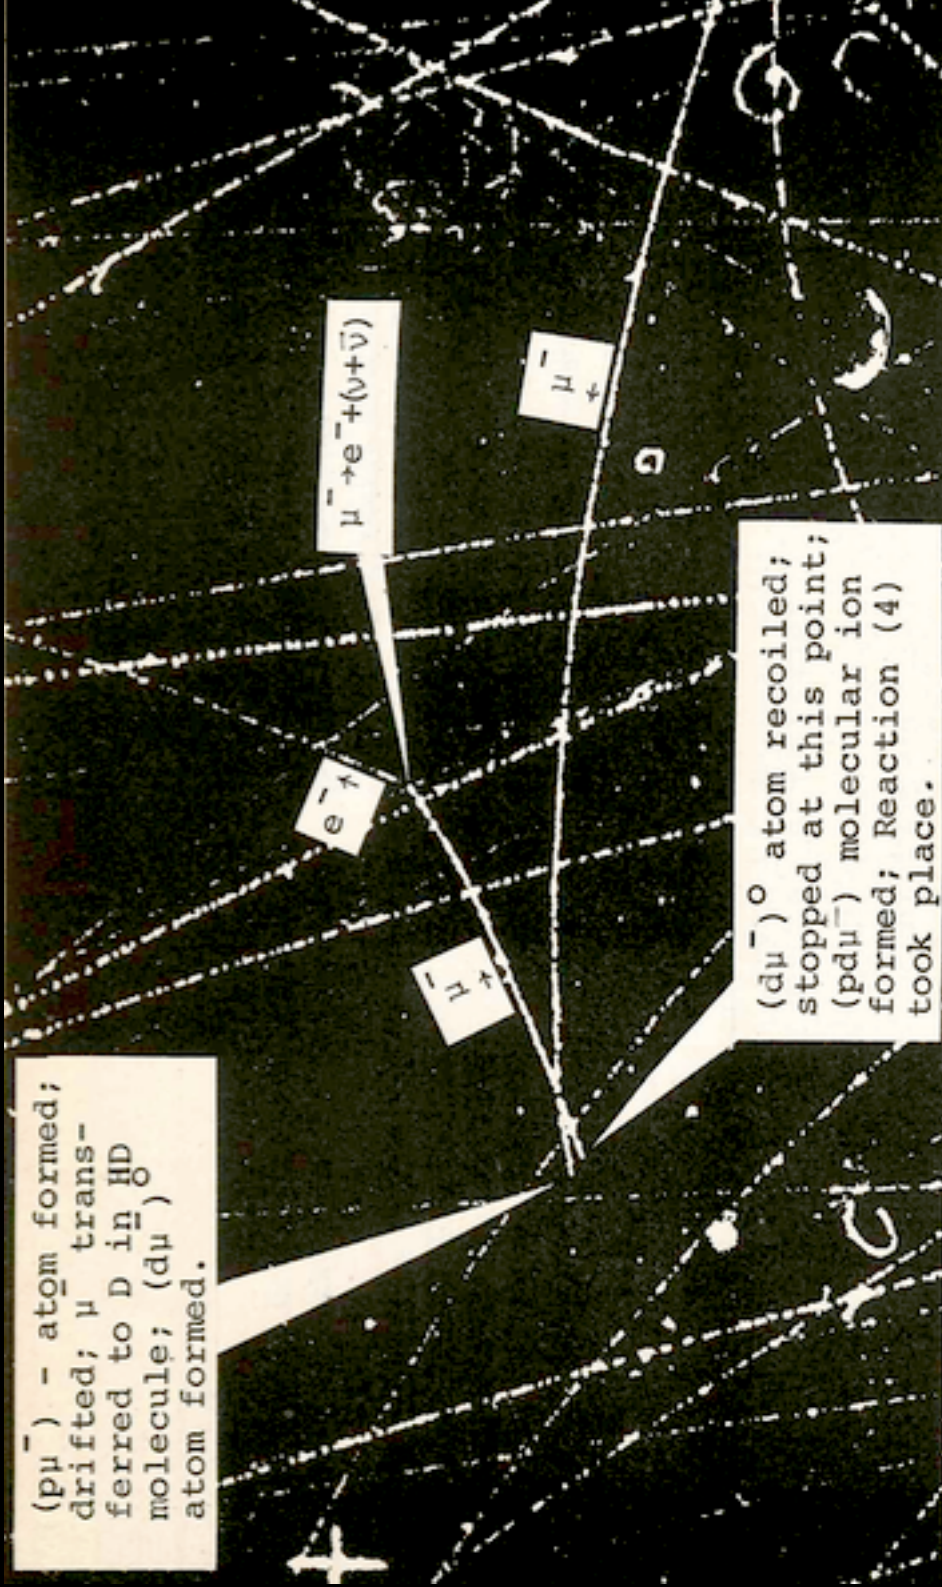 (pμ⁻) - atom formed;
drifted; μ⁻ trans-
ferred to D in HD
molecule; (dμ⁻)⁰
atom formed.
μ⁻
e⁻
μ⁻→e⁻+(ν+ν̄)
μ⁻
(dμ⁻)⁰ atom recoiled;
stopped at this point;
(pdμ⁻) molecular ion
formed; Reaction (4)
took place.